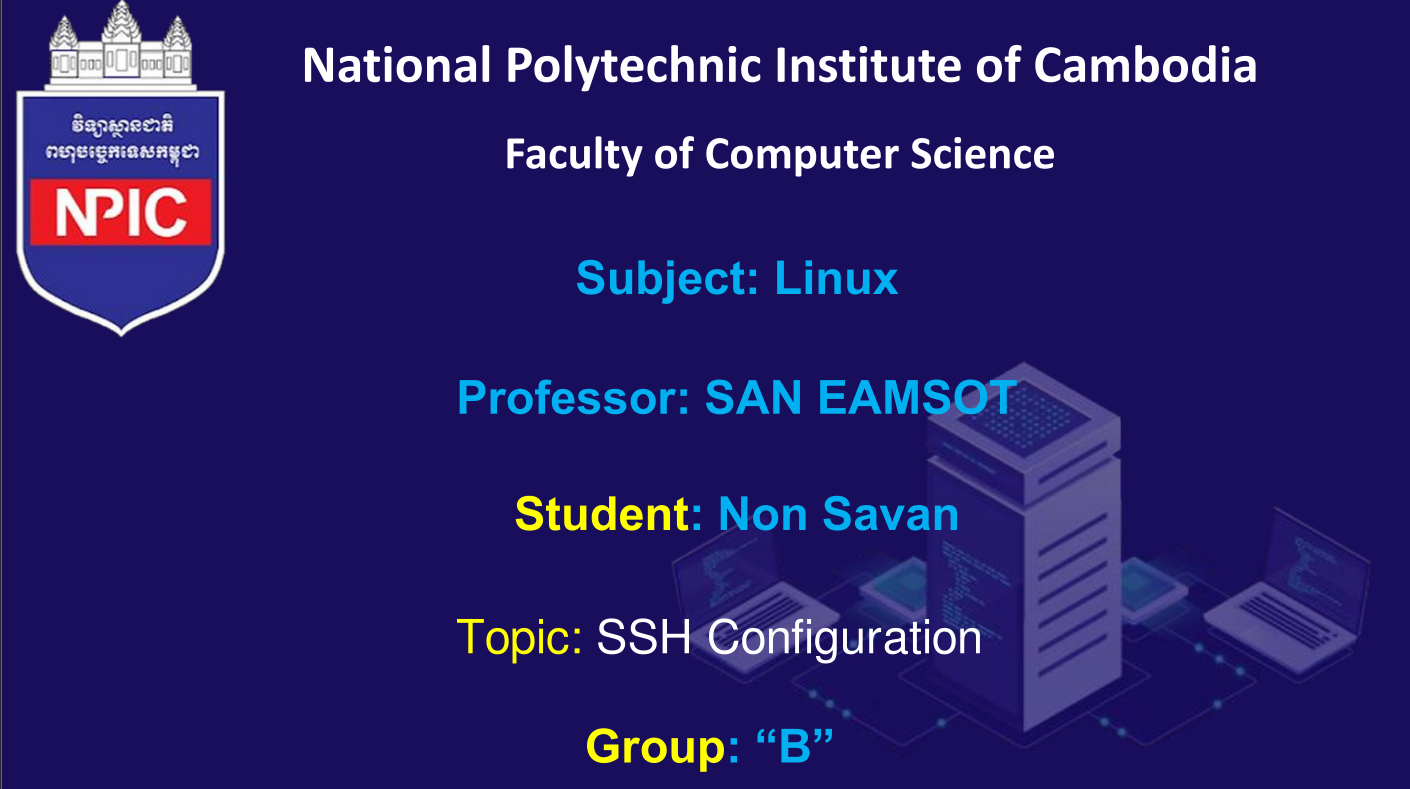 វិទ្យាស្ថានជាតិ
ពហុបច្ចេកទេសកម្ពុជា
NPIC
National Polytechnic Institute of Cambodia
Faculty of Computer Science
Subject: Linux
Professor: SAN EAMSOT
Student: Non Savan
Topic: SSH Configuration
Group: “B”